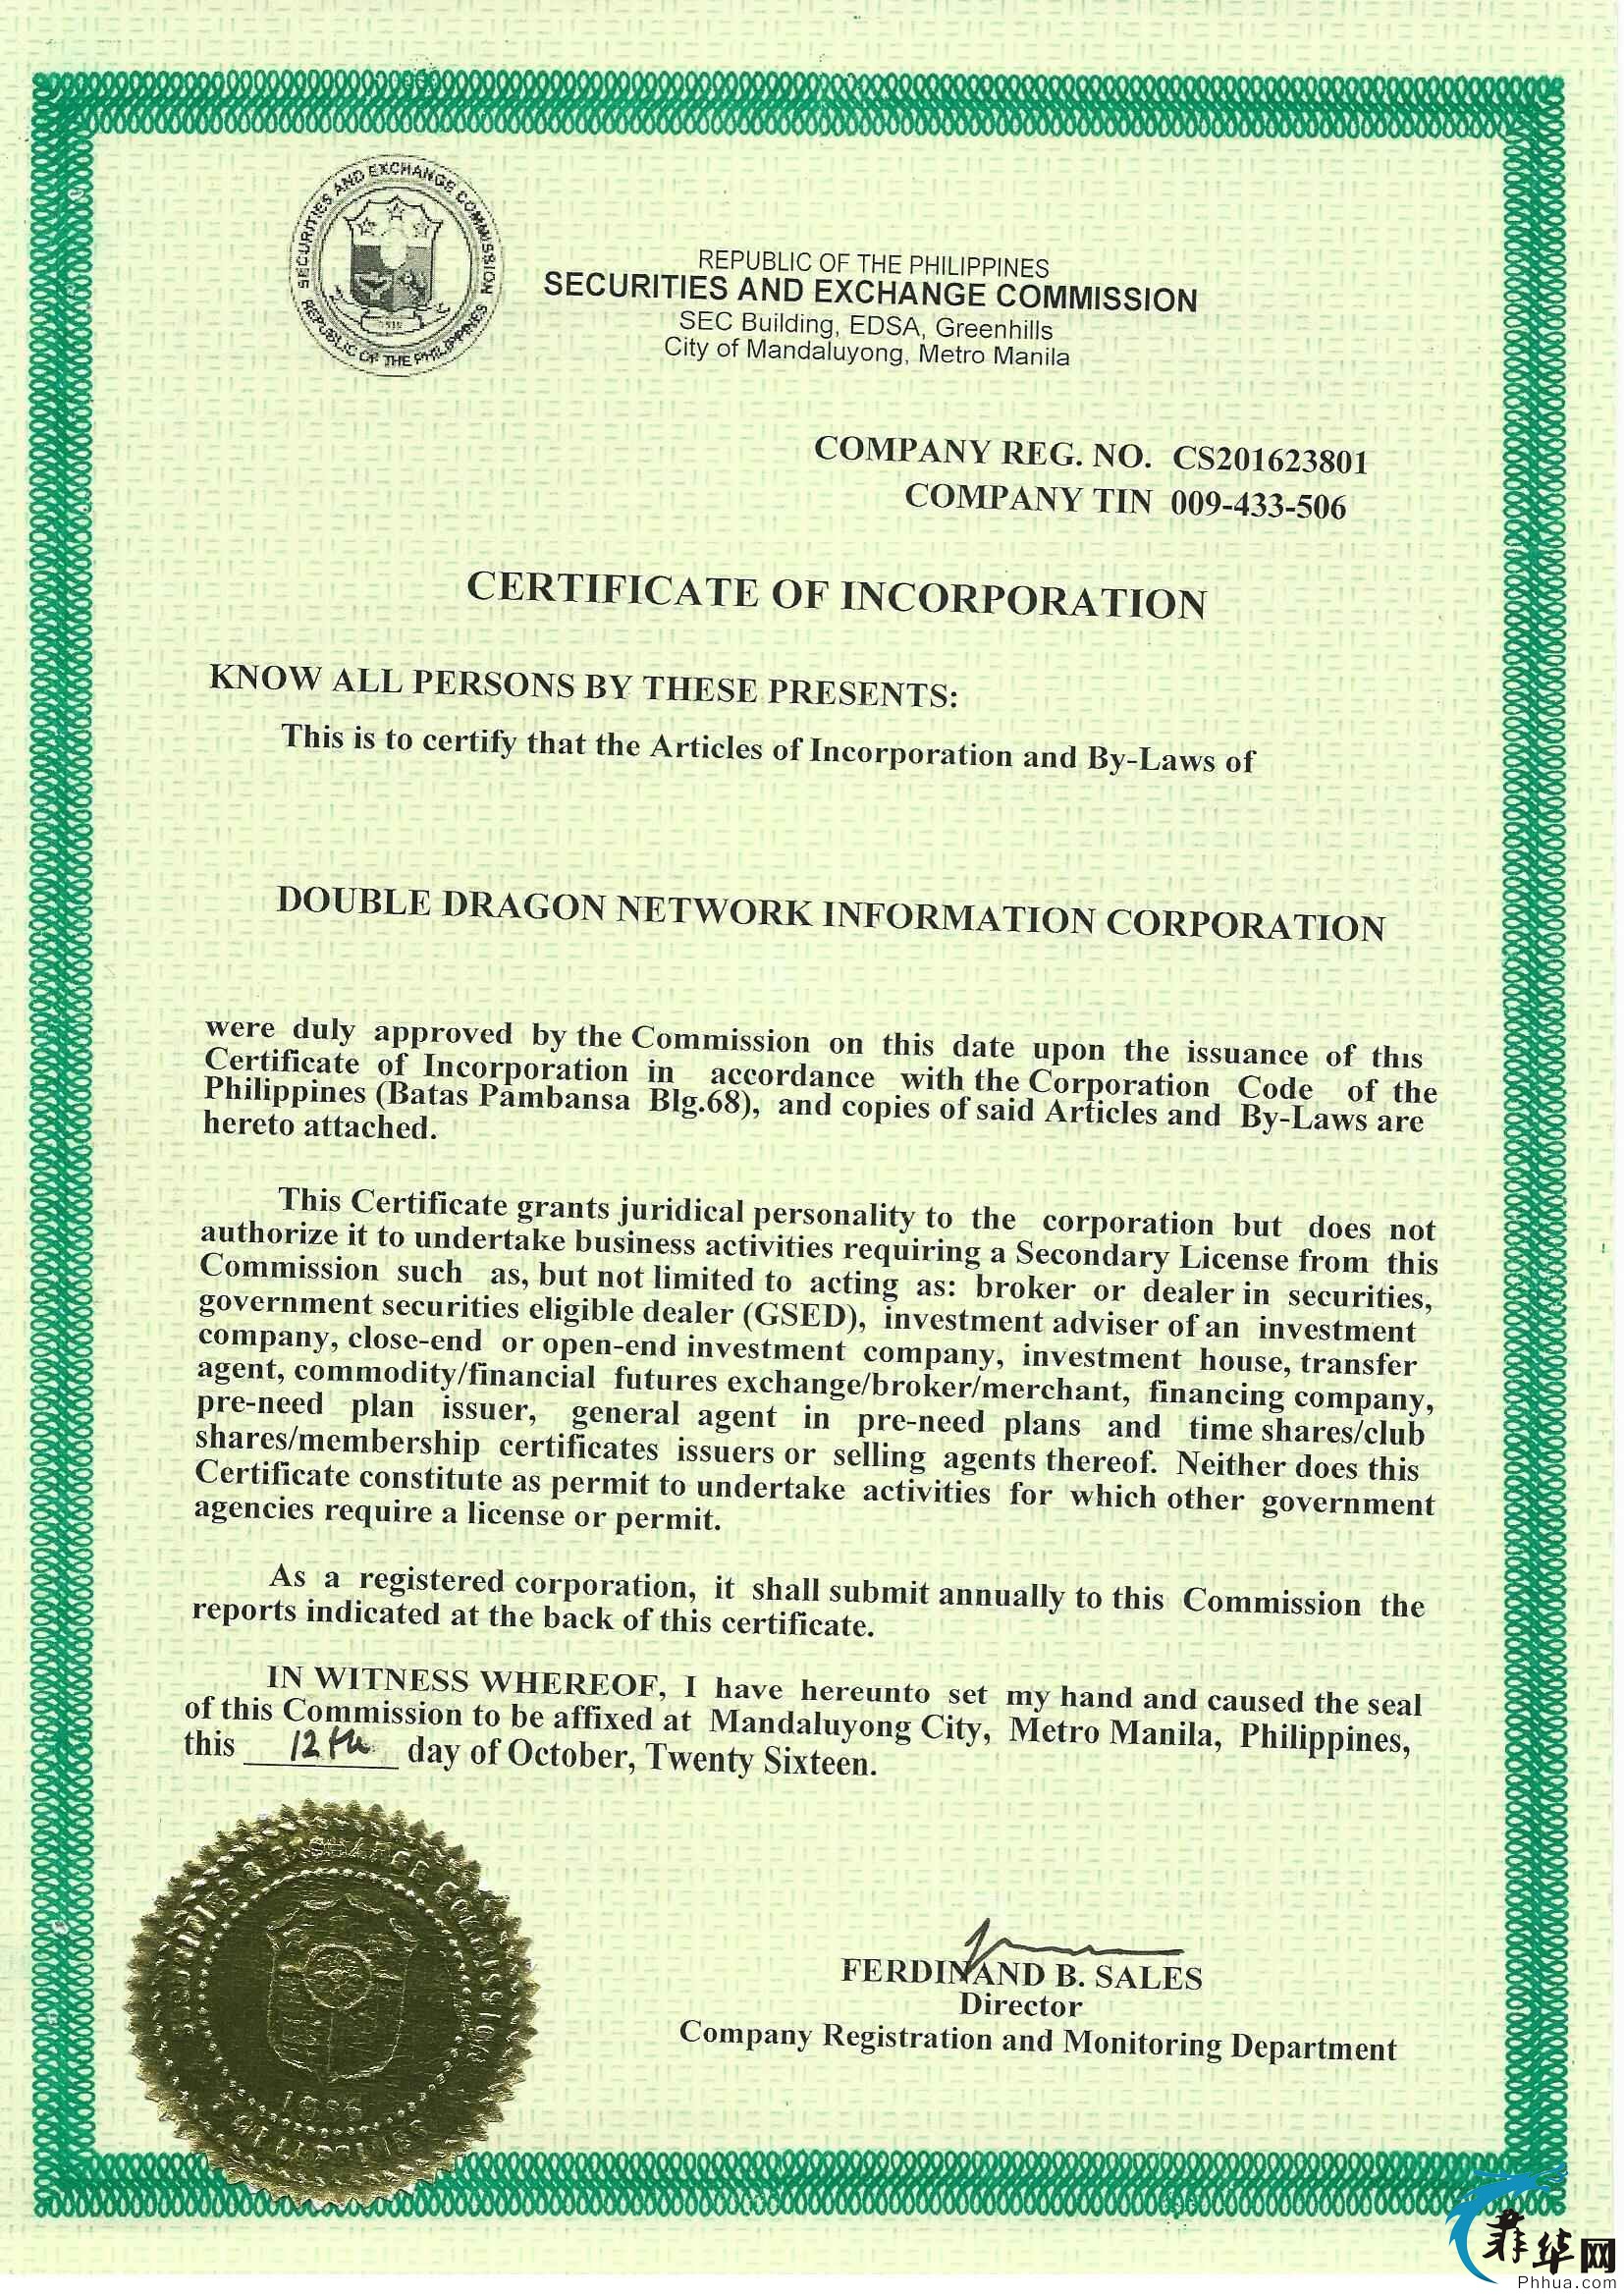 SECURITIES AND EXCHANGE COMMISSION
REPUBLIC OF THE PHILIPPINES
REPUBLIC OF THE PHILIPPINES
SECURITIES AND EXCHANGE COMMISSION
SEC Building, EDSA, Greenhills
City of Mandaluyong, Metro Manila
COMPANY REG. NO. CS201623801
COMPANY TIN 009-433-506
CERTIFICATE OF INCORPORATION
KNOW ALL PERSONS BY THESE PRESENTS:
This is to certify that the Articles of Incorporation and By-Laws of
DOUBLE DRAGON NETWORK INFORMATION CORPORATION
were duly approved by the Commission on this date upon the issuance of this
Certificate of Incorporation in accordance with the Corporation Code of the
Philippines (Batas Pambansa Blg.68), and copies of said Articles and By-Laws are
hereto attached.
This Certificate grants juridical personality to the corporation but does not
authorize it to undertake business activities requiring a Secondary License from this
Commission such as, but not limited to acting as: broker or dealer in securities,
government securities eligible dealer (GSED), investment adviser of an investment
company, close-end or open-end investment company, investment house, transfer
agent, commodity/financial futures exchange/broker/merchant, financing company,
pre-need plan issuer, general agent in pre-need plans and time shares/club
shares/membership certificates issuers or selling agents thereof. Neither does this
Certificate constitute as permit to undertake activities for which other government
agencies require a license or permit.
As a registered corporation, it shall submit annually to this Commission the
reports indicated at the back of this certificate.
IN WITNESS WHEREOF, I have hereunto set my hand and caused the seal
of this Commission to be affixed at Mandaluyong City, Metro Manila, Philippines,
this 12th day of October, Twenty Sixteen.
FERDINAND B. SALES
Director
Company Registration and Monitoring Department
SECURITIES & EXCHANGE COMMISSION
PHILIPPINES
菲华网
Phhua.com